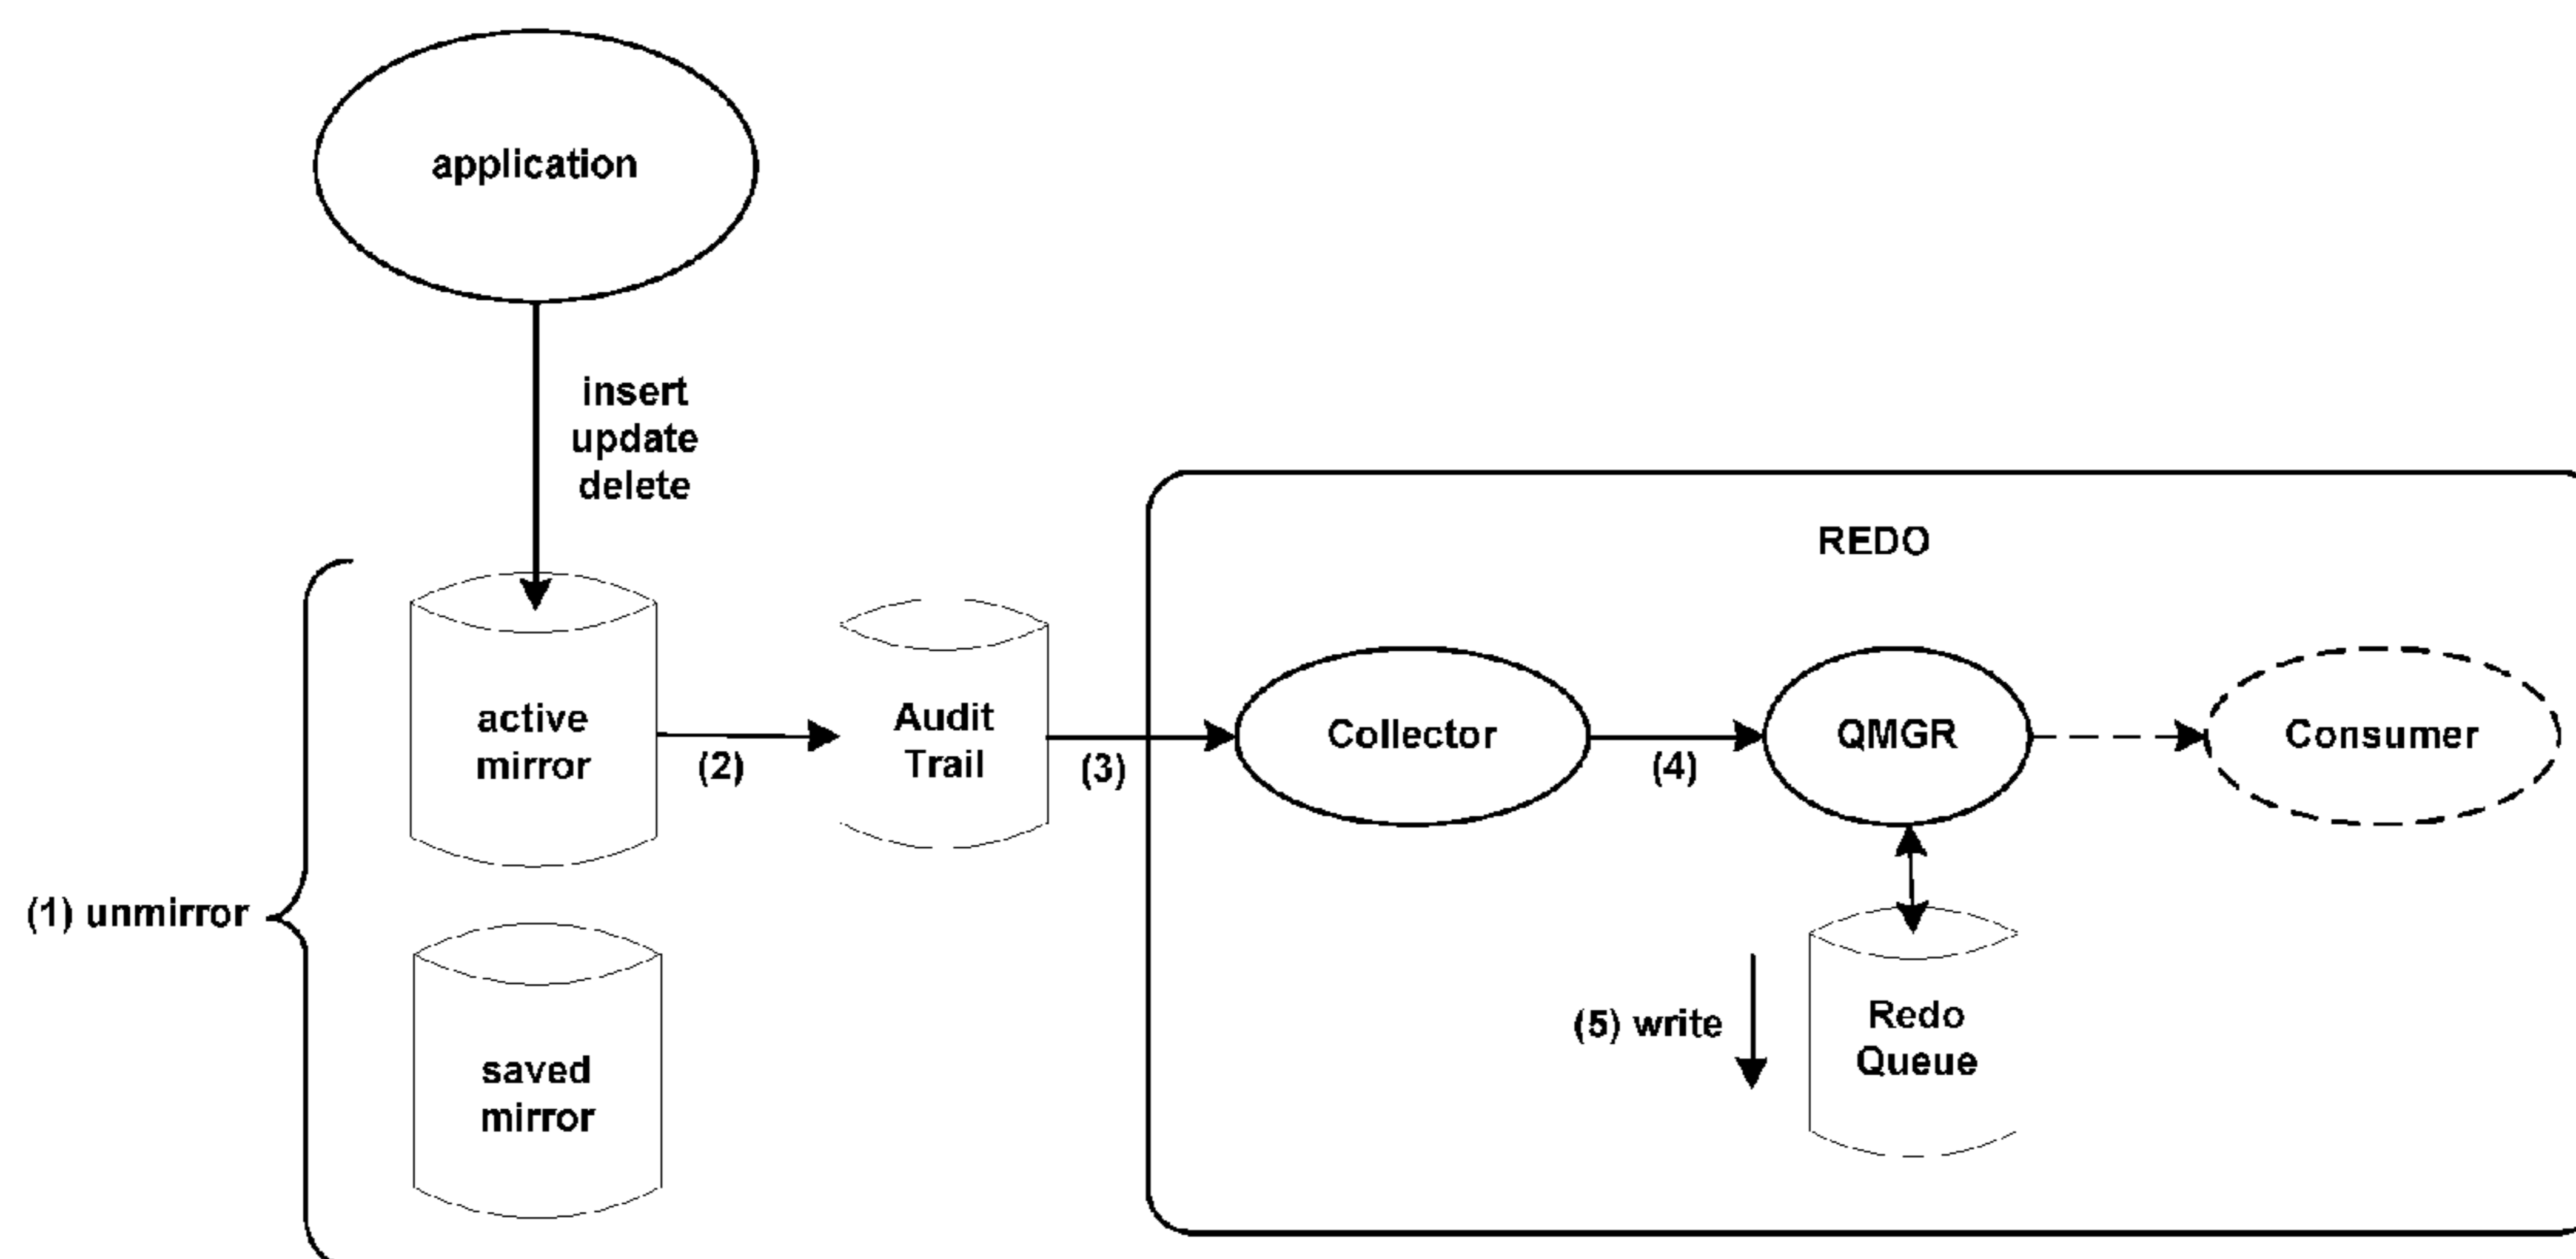 application
insert
update
delete
REDO
active
mirror
(2)
Audit
Trail
(3)
Collector
(4)
QMGR
Consumer
(1) unmirror
saved
mirror
(5) write
Redo
Queue